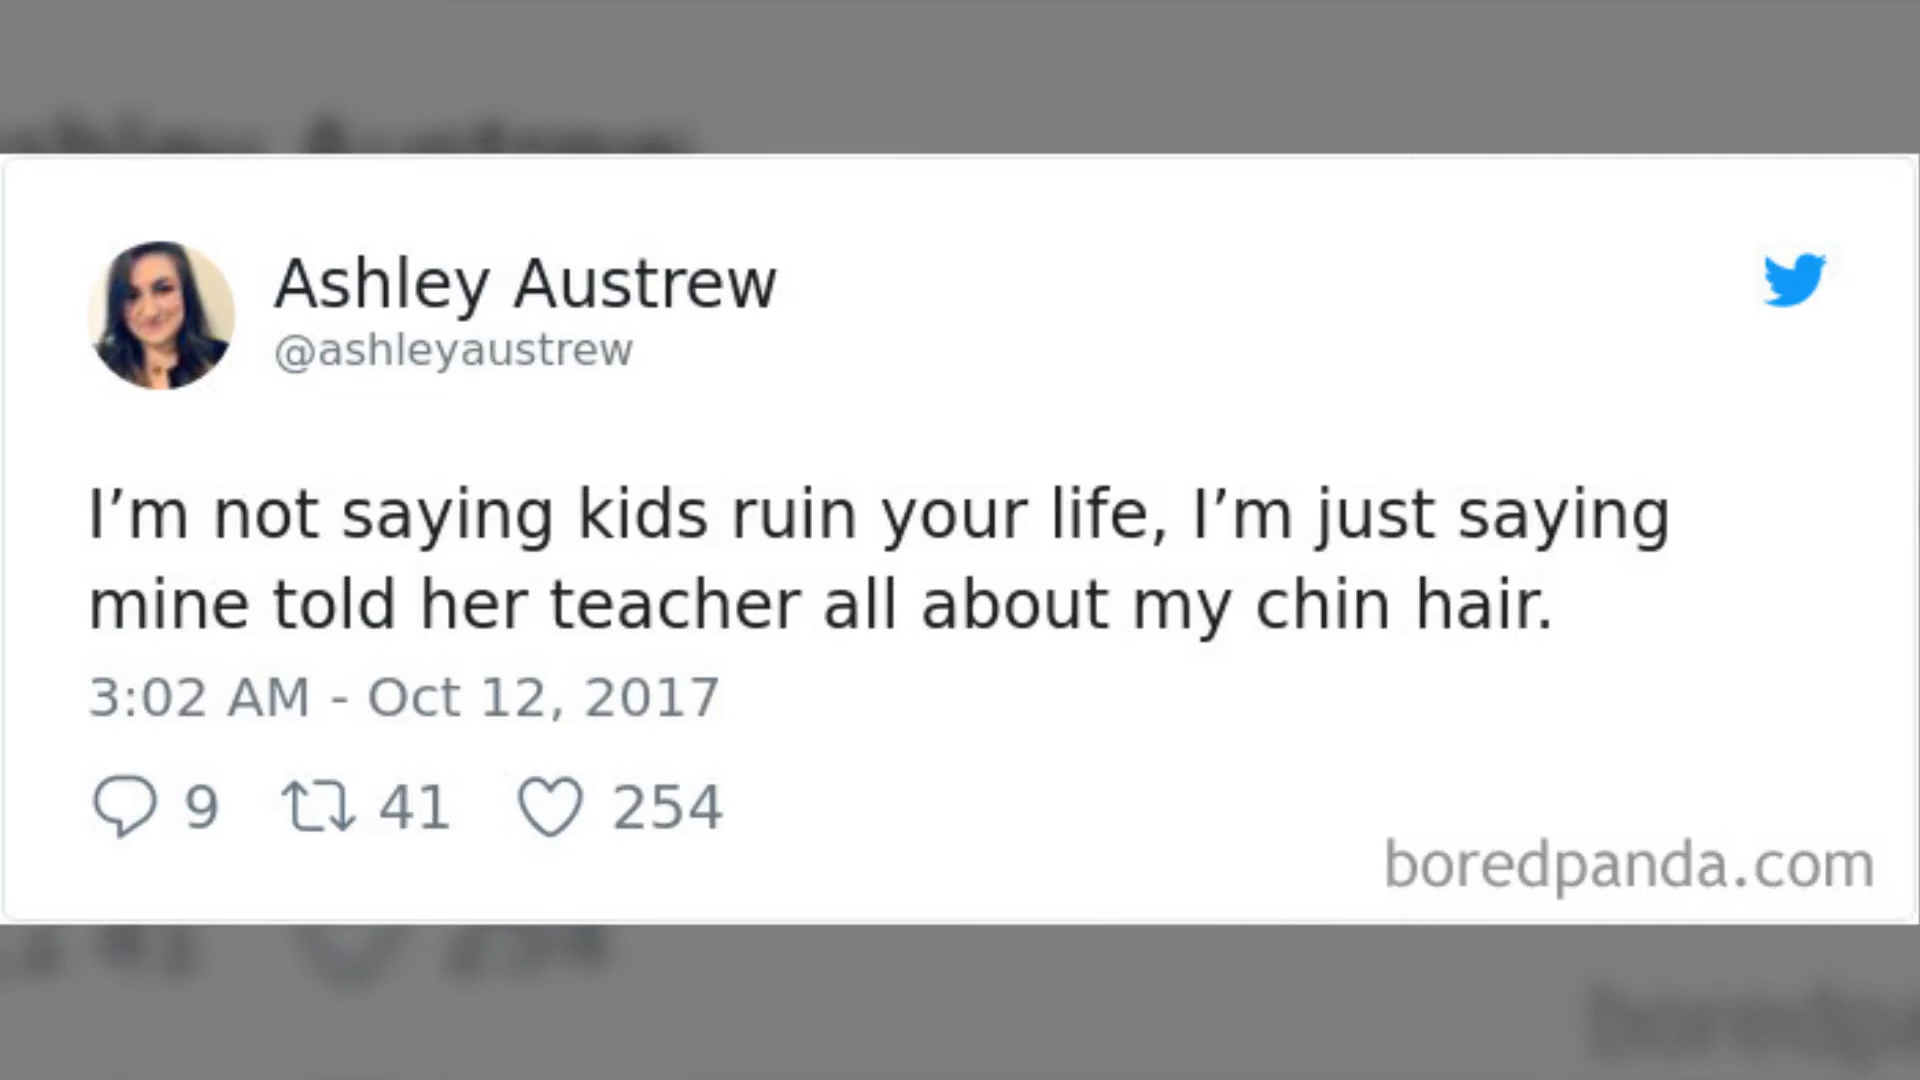 Ashley Austrew
@ashleyaustrew
I’m not saying kids ruin your life, I’m just saying
mine told her teacher all about my chin hair.
3:02 AM - Oct 12, 2017
9 41 254
boredpanda.com